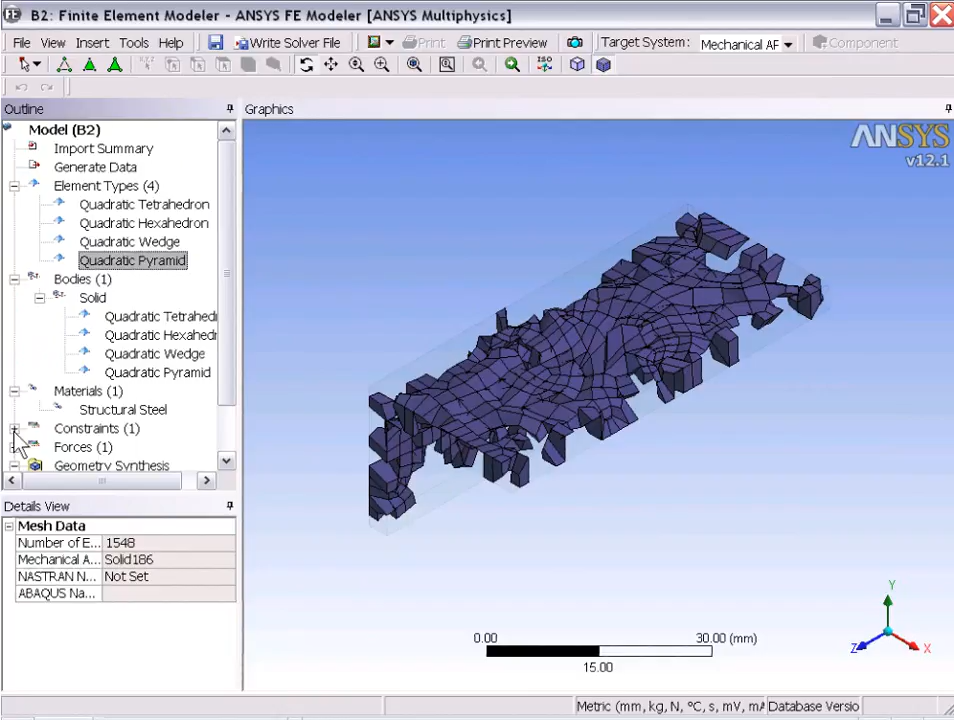 B2: Finite Element Modeler - ANSYS FE Modeler [ANSYS Multiphysics]
File View Insert Tools Help Write Solver File Print Print Preview Target System: Mechanical AF Component
ISO
Outline
Graphics
Model (B2)
Import Summary
Generate Data
Element Types (4)
Quadratic Tetrahedron
Quadratic Hexahedron
Quadratic Wedge
Quadratic Pyramid
Bodies (1)
Solid
Quadratic Tetrahedi
Quadratic Hexahedr
Quadratic Wedge
Quadratic Pyramid
Materials (1)
Structural Steel
Constraints (1)
Forces (1)
Geometry Synthesis
ANSYS
v12.1
Details View
Mesh Data
Number of E... 1548
Mechanical A... Solid186
NASTRAN N... Not Set
ABAQUS Na...
0.00 30.00 (mm)
15.00
Y
Z X
Metric (mm, kg, N, °C, s, mV, mA Database Versio